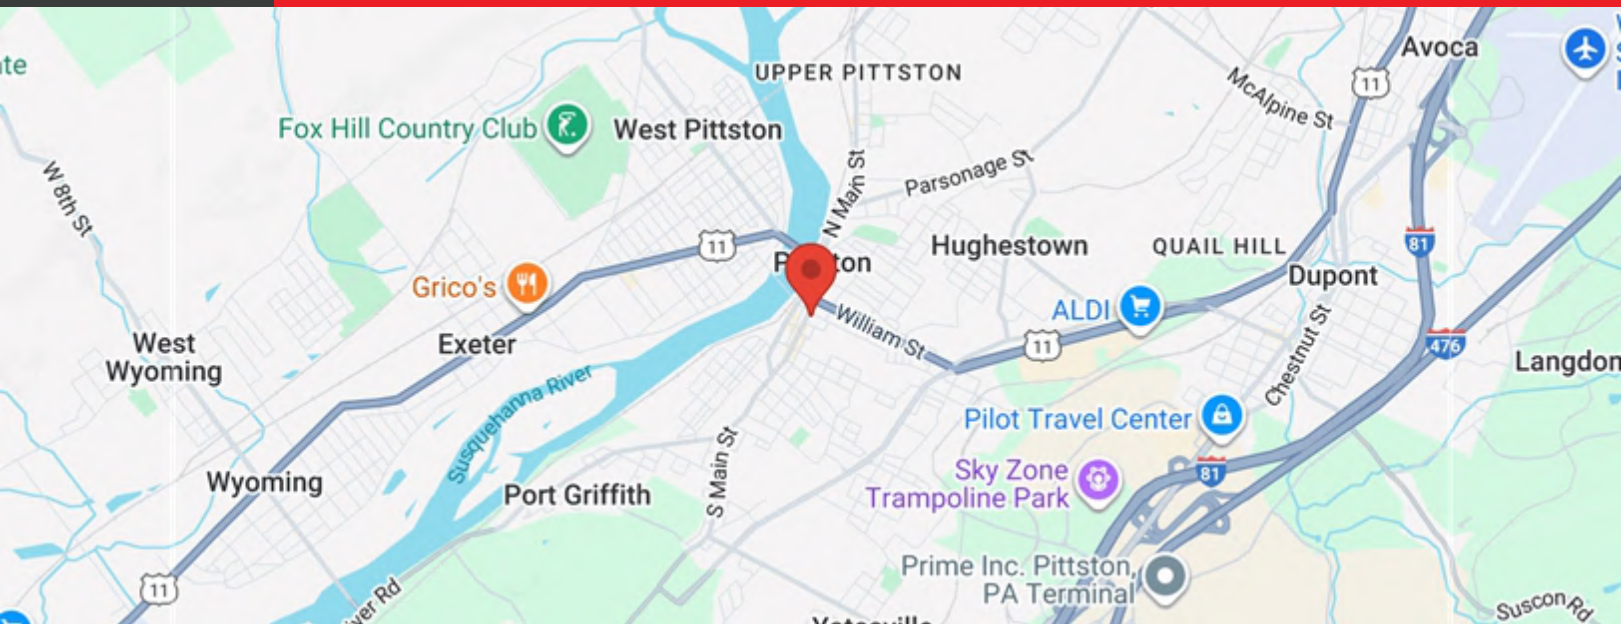 Avoca
11
UPPER PITTSTON
McAlpine St
Fox Hill Country Club
West Pittston
N Main St
Parsonage St
W 8th St
11
Hughestown
QUAIL HILL
81
Dupont
Grico's
ALDI
William St
11
Chestnut St
476
West
Wyoming
Exeter
Susquehanna River
Pilot Travel Center
S Main St
Sky Zone
Trampoline Park
81
Wyoming
Port Griffith
Prime Inc. Pittston,
PA Terminal
11
Suscon Rd